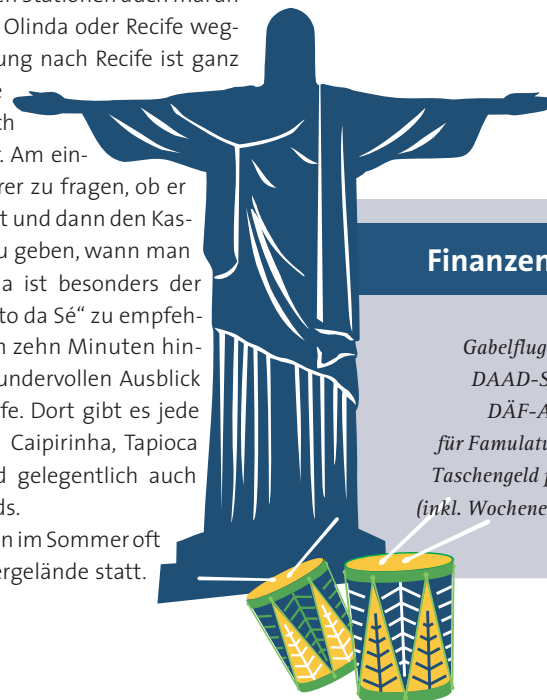 Olinda oder Recife weg-
ung nach Recife ist ganz
e
ch
. Am ein-
rer zu fragen, ob er
t und dann den Kas-
u geben, wann man
a ist besonders der
to da Sé“ zu empfeh-
n zehn Minuten hin-
undervollen Ausblick
fe. Dort gibt es jede
Caipirinha, Tapioca
d gelegentlich auch
ds.
n im Sommer oft
ergelände statt.
Finanzen
Gabelflug
DAAD-S
DÄF-A
für Famulatu
Taschengeld p
(inkl. Wochene